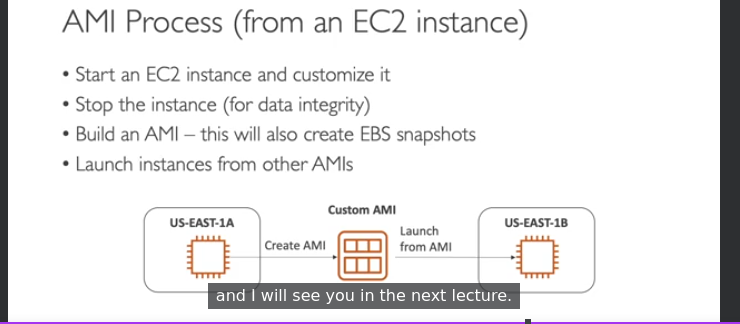 AMI Process (from an EC2 instance)
• Start an EC2 instance and customize it
• Stop the instance (for data integrity)
• Build an AMI – this will also create EBS snapshots
• Launch instances from other AMIs
US-EAST-1A
Create AMI
Custom AMI
Launch
from AMI
US-EAST-1B
and I will see you in the next lecture.